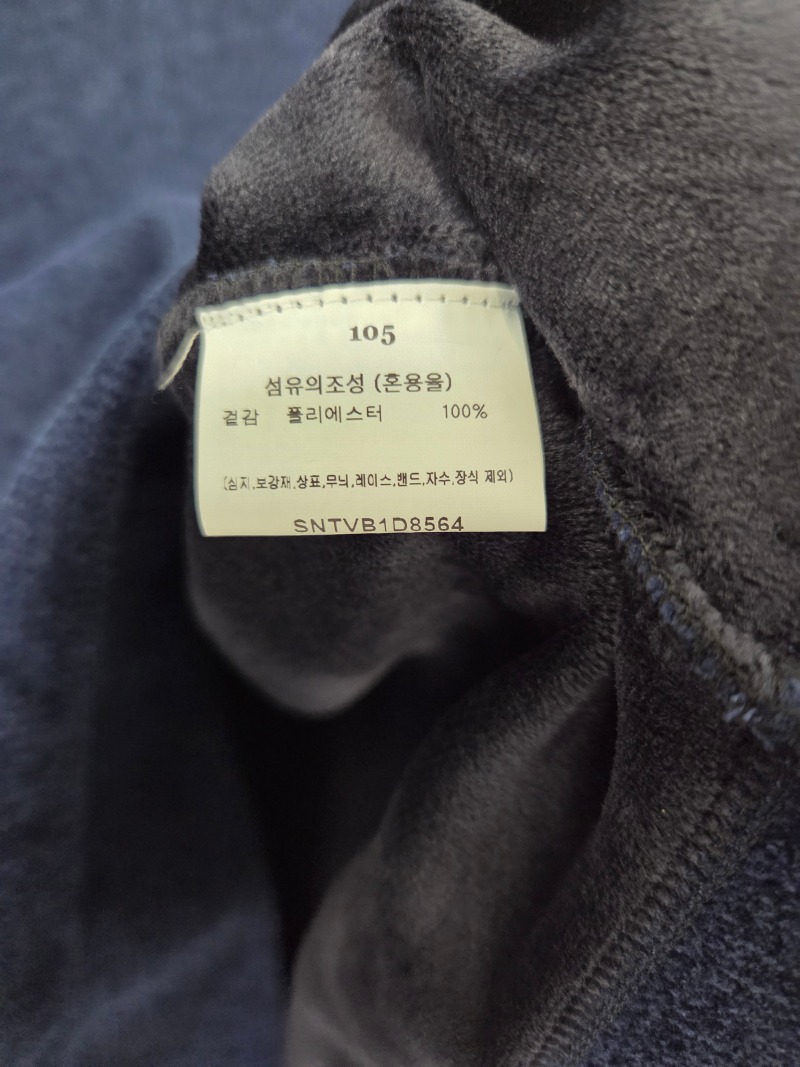 105
섬유의조성 (혼용율)
겉감 폴리에스터 100%
(심지,보강재,상표,무늬,레이스,밴드,자수,장식 제외)
SNTVB1D8564